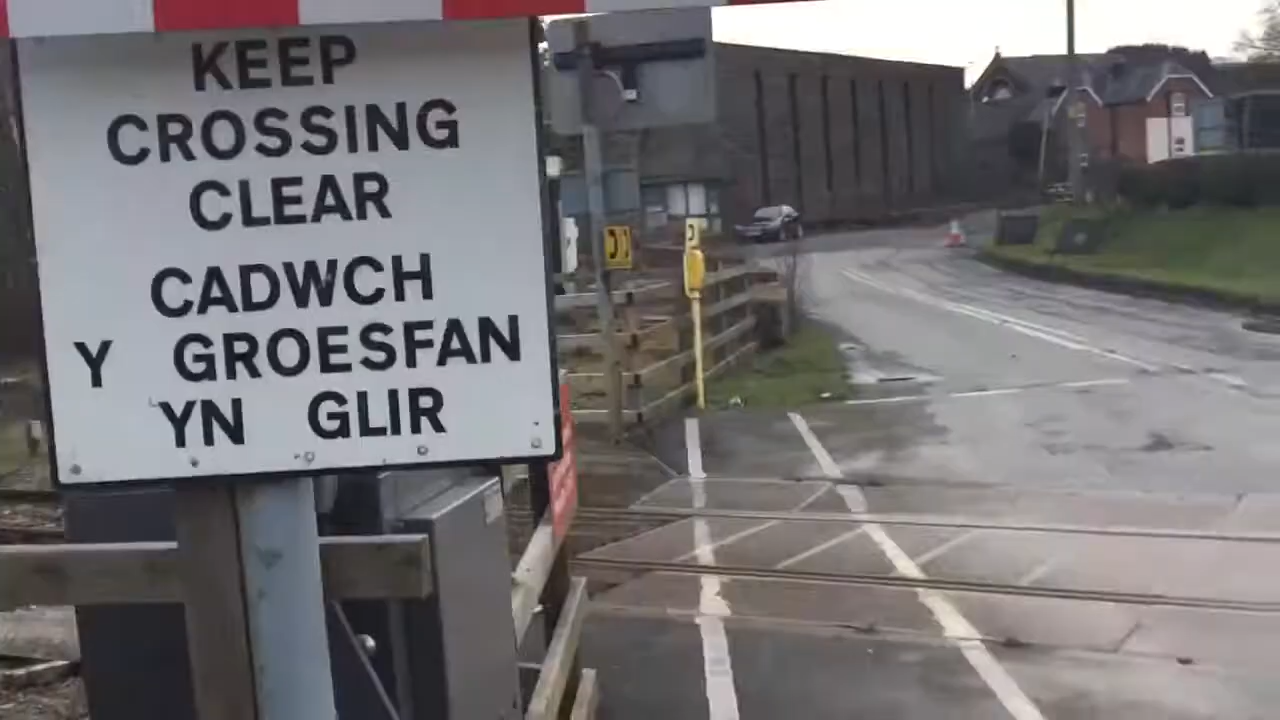 KEEP
CROSSING
CLEAR
CADWCH
Y GROESFAN
YN GLIR